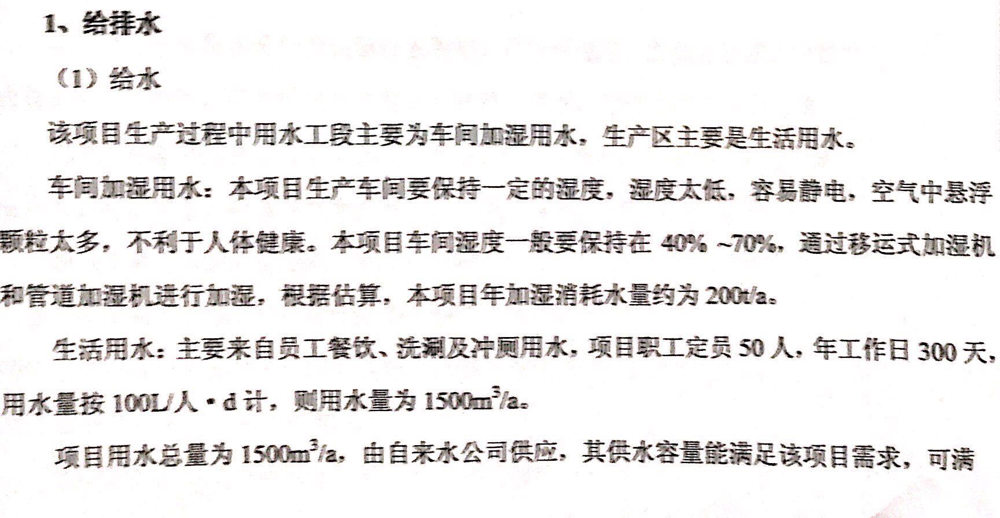 1、给排水
（1）给水
该项目生产过程中用水工段主要为车间加湿用水，生产区主要是生活用水。
车间加湿用水：本项目生产车间要保持一定的湿度，湿度太低，容易静电，空气中悬浮
颗粒太多，不利于人体健康。本项目车间湿度一般要保持在 40% ~70%，通过移运式加湿机
和管道加湿机进行加湿，根据估算，本项目年加湿消耗水量约为 200t/a。
生活用水：主要来自员工餐饮、洗涮及冲厕用水，项目职工定员 50 人，年工作日 300 天，
用水量按 100L/人·d 计，则用水量为 1500m³/a。
项目用水总量为 1500m³/a，由自来水公司供应，其供水容量能满足该项目需求，可满